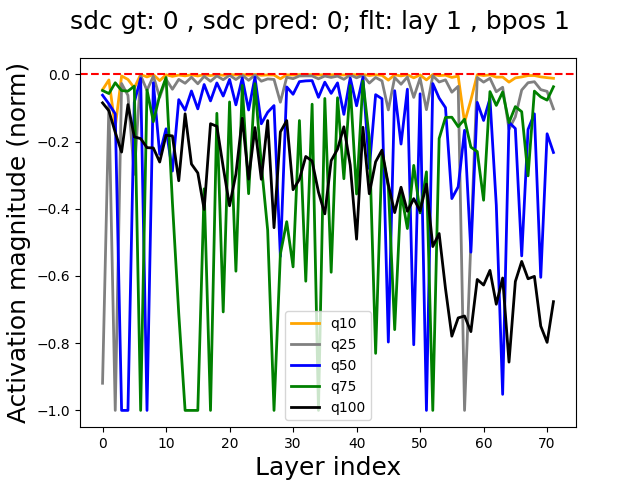 sdc gt: 0 , sdc pred: 0; flt: lay 1 , bpos 1
Activation magnitude (norm)
0.0
−0.2
−0.4
−0.6
−0.8
−1.0
q10
q25
q50
q75
q100
0 10 20 30 40 50 60 70
Layer index